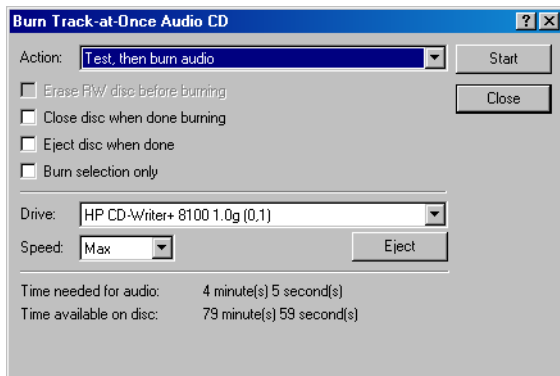 Burn Track-at-Once Audio CD
Action: Test, then burn audio Start
Erase RW disc before burning Close
Close disc when done burning
Eject disc when done
Burn selection only
Drive: HP CD-Writer+ 8100 1.0g (0,1)
Speed: Max Eject
Time needed for audio: 4 minute(s) 5 second(s)
Time available on disc: 79 minute(s) 59 second(s)